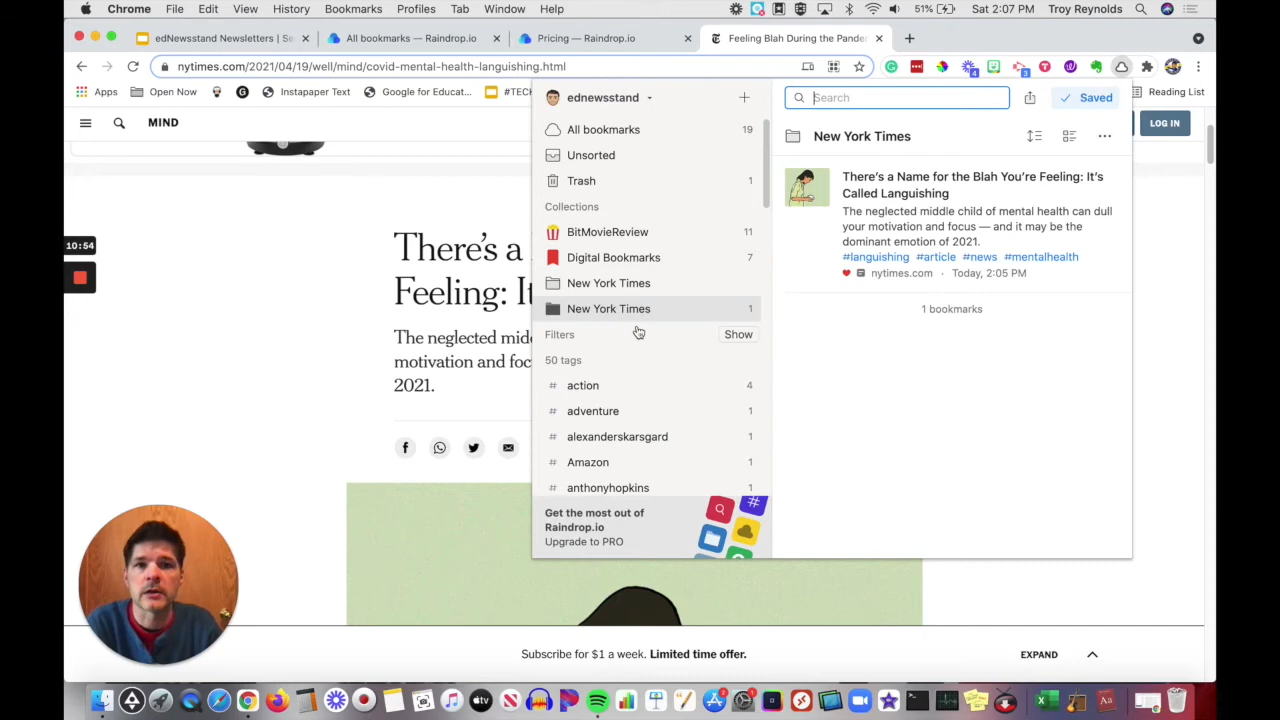 Chrome File Edit View History Bookmarks Profiles Tab Window Help 51% Sat 2:07 PM Troy Reynolds
edNewsstand Newsletters | Se
All bookmarks — Raindrop.io
Pricing — Raindrop.io
Feeling Blah During the Pander
nytimes.com/2021/04/19/well/mind/covid-mental-health-languishing.html
Apps Open Now Instapaper Text Google for Educat... #TECH Reading List
MIND
LOG IN
10:54
There's a
Feeling: It
The neglected mid
motivation and foc
2021.
ednewsstand
All bookmarks 19
Unsorted
Trash 1
Collections
BitMovieReview 11
Digital Bookmarks 7
New York Times
New York Times 1
Filters Show
50 tags
# action 4
# adventure 1
# alexanderskarsgard 1
# Amazon 1
# anthonyhopkins 1
Get the most out of
Raindrop.io
Upgrade to PRO
Search
Saved
New York Times
There's a Name for the Blah You're Feeling: It's
Called Languishing
The neglected middle child of mental health can dull
your motivation and focus — and it may be the
dominant emotion of 2021.
#languishing #article #news #mentalhealth
nytimes.com · Today, 2:05 PM
1 bookmarks
Subscribe for $1 a week. Limited time offer.
EXPAND